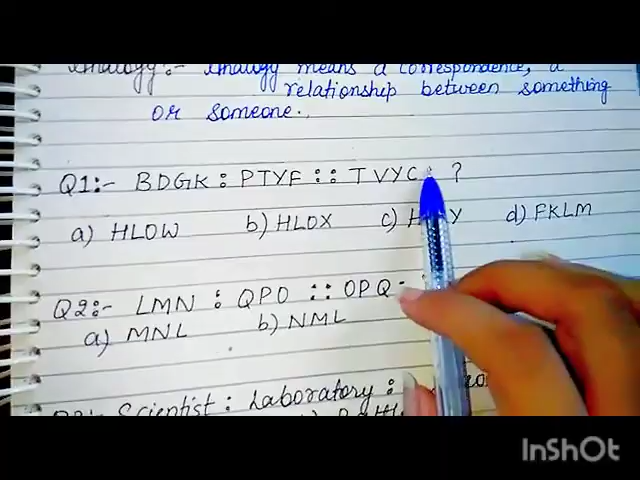 Analogy:- Analogy means a correspondence, a
relationship between something
or someone.
Q1:- BDGK : PTYF :: TVYC : ?
a) HLOW b) HLOX c) H Y d) FKLM
Q2:- LMN : QPO :: OPQ :
a) MNL b) NML
Scientist : Laboratory :
InShOt